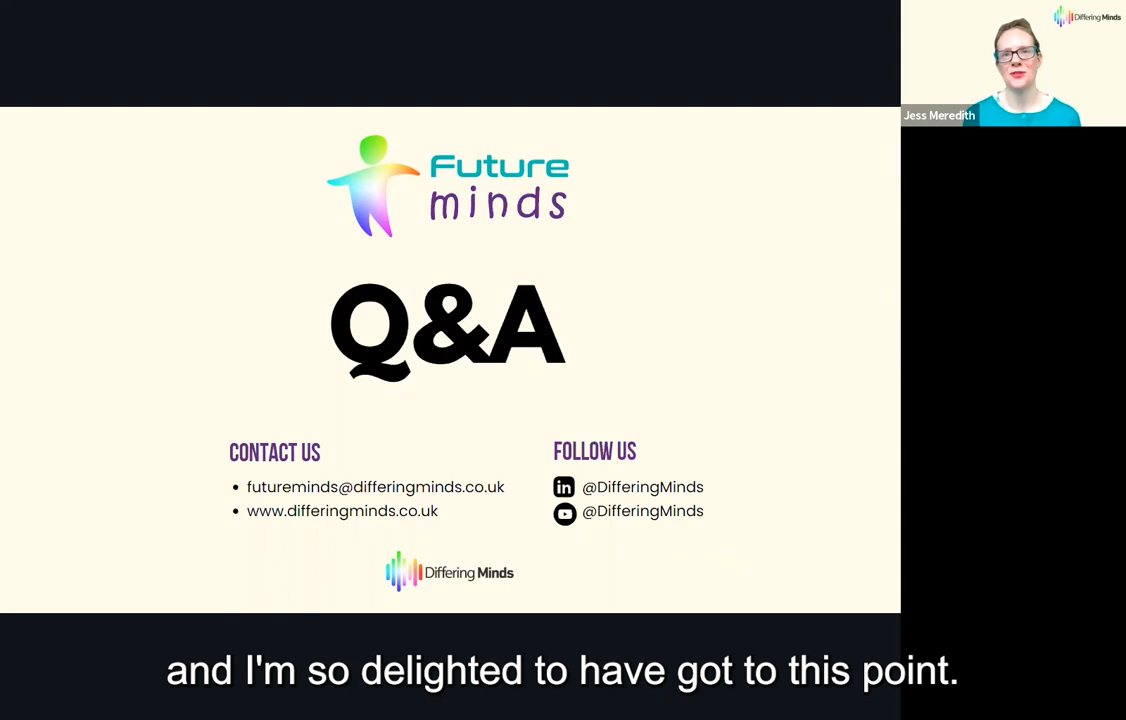 Differing Minds
Jess Meredith
Future
minds
Q&A
CONTACT US
• futureminds@differingminds.co.uk
• www.differingminds.co.uk
FOLLOW US
in @DifferingMinds
@DifferingMinds
Differing Minds
and I'm so delighted to have got to this point.